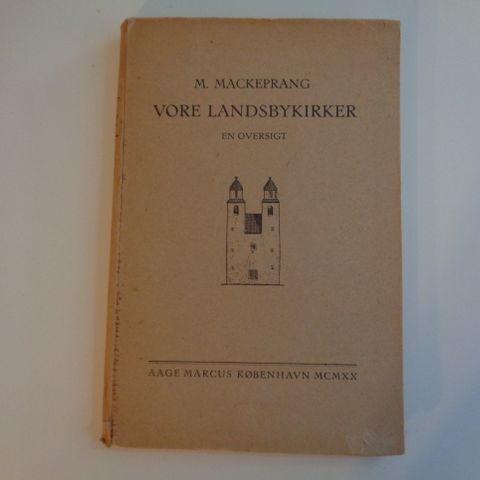 M. MACKEPRANG
VORE LANDSBYKIRKER
EN OVERSIGT
AAGE MARCUS KØBENHAVN MCMXX